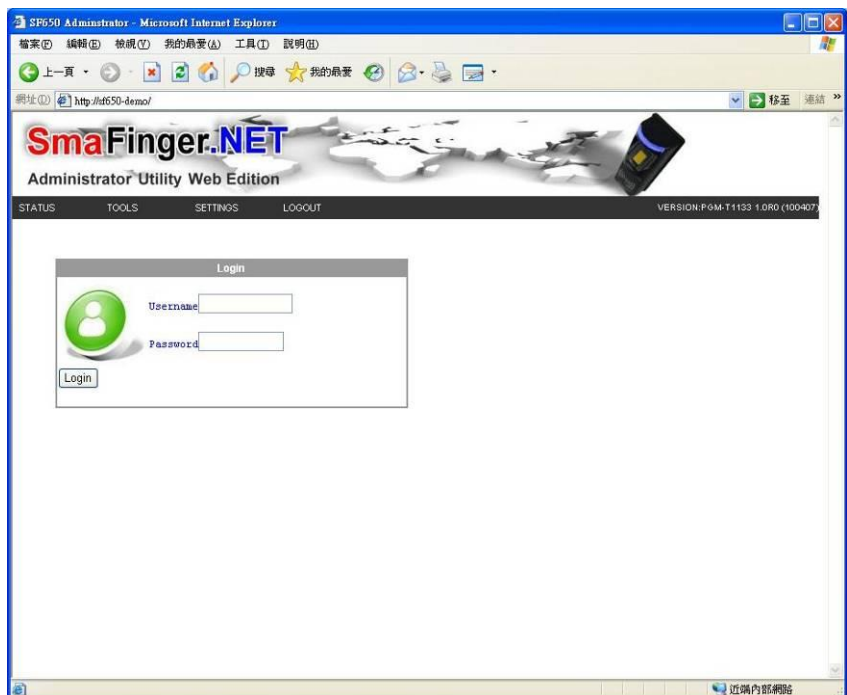 SF650 Adminstrator - Microsoft Internet Explorer
檔案(F) 編輯(E) 檢視(V) 我的最愛(A) 工具(T) 說明(H)
上一頁 搜尋 我的最愛
網址(D) http://sf650-demo/ 移至 連結 »
SmaFinger.NET
Administrator Utility Web Edition
STATUS TOOLS SETTINGS LOGOUT VERSION:PGM-T1133 1.0R0 (100407)
Login
Username
Password
Login
近端內部網路